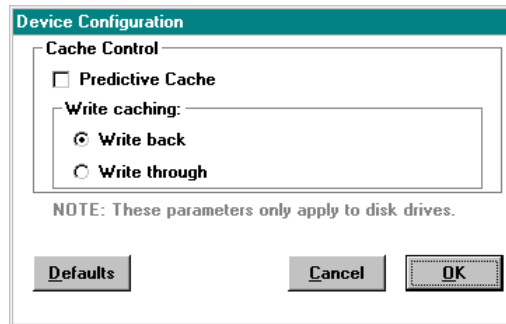 Device Configuration
Cache Control
Predictive Cache
Write caching:
Write back
Write through
NOTE: These parameters only apply to disk drives.
Defaults Cancel OK